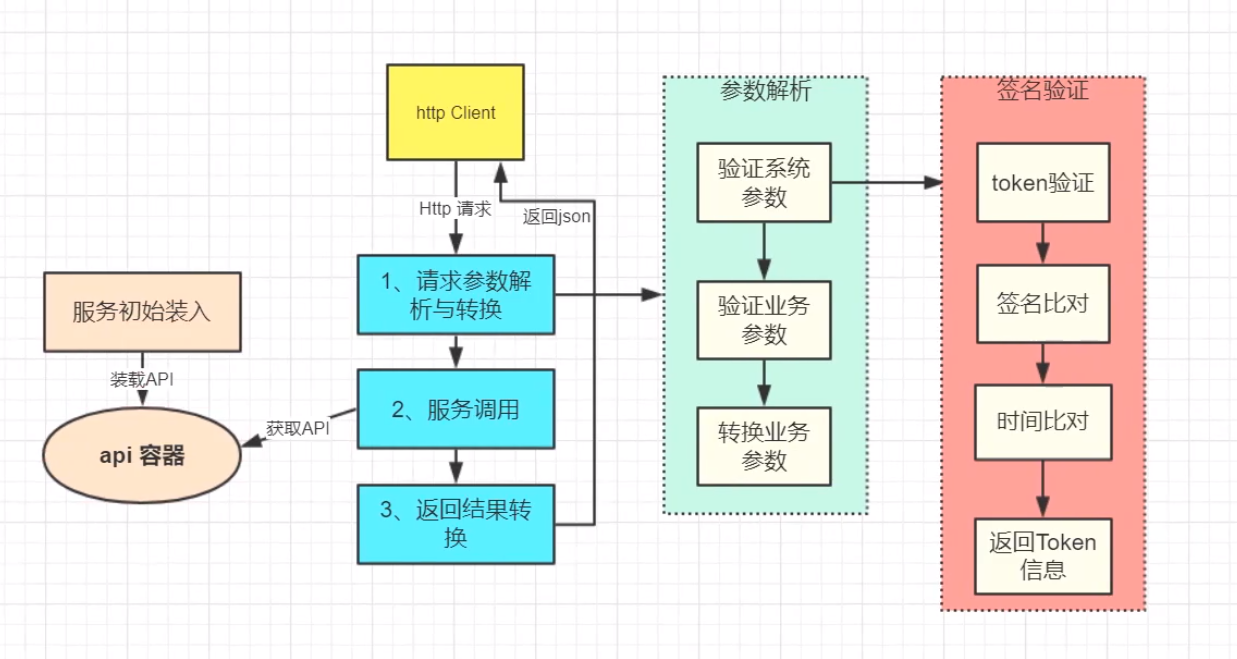 http Client
Http 请求
返回json
1、请求参数解
析与转换
2、服务调用
3、返回结果转
换
服务初始装入
装载API
获取API
api 容器
参数解析
验证系统
参数
验证业务
参数
转换业务
参数
签名验证
token验证
签名比对
时间比对
返回Token
信息